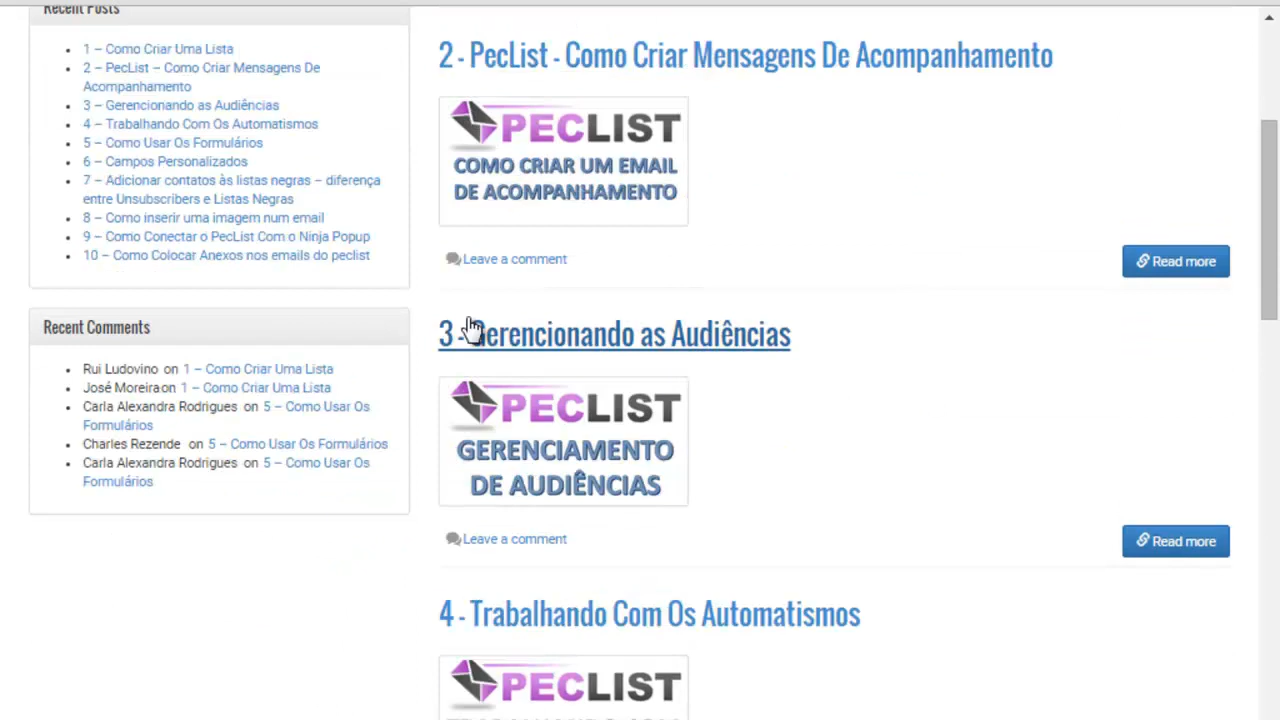 Recent Posts
1 – Como Criar Uma Lista
2 – PecList – Como Criar Mensagens De
Acompanhamento
3 – Gerencionando as Audiências
4 – Trabalhando Com Os Automatismos
5 – Como Usar Os Formulários
6 – Campos Personalizados
7 – Adicionar contatos às listas negras – diferença
entre Unsubscribers e Listas Negras
8 – Como inserir uma imagem num email
9 – Como Conectar o PecList Com o Ninja Popup
10 – Como Colocar Anexos nos emails do peclist
Recent Comments
Rui Ludovino on 1 – Como Criar Uma Lista
José Moreira on 1 – Como Criar Uma Lista
Carla Alexandra Rodrigues on 5 – Como Usar Os
Formulários
Charles Rezende on 5 – Como Usar Os Formulários
Carla Alexandra Rodrigues on 5 – Como Usar Os
Formulários
2 - PecList - Como Criar Mensagens De Acompanhamento
PECLIST
COMO CRIAR UM EMAIL
DE ACOMPANHAMENTO
Leave a comment
Read more
3 - Gerencionando as Audiências
PECLIST
GERENCIAMENTO
DE AUDIÊNCIAS
Leave a comment
Read more
4 - Trabalhando Com Os Automatismos
PECLIST